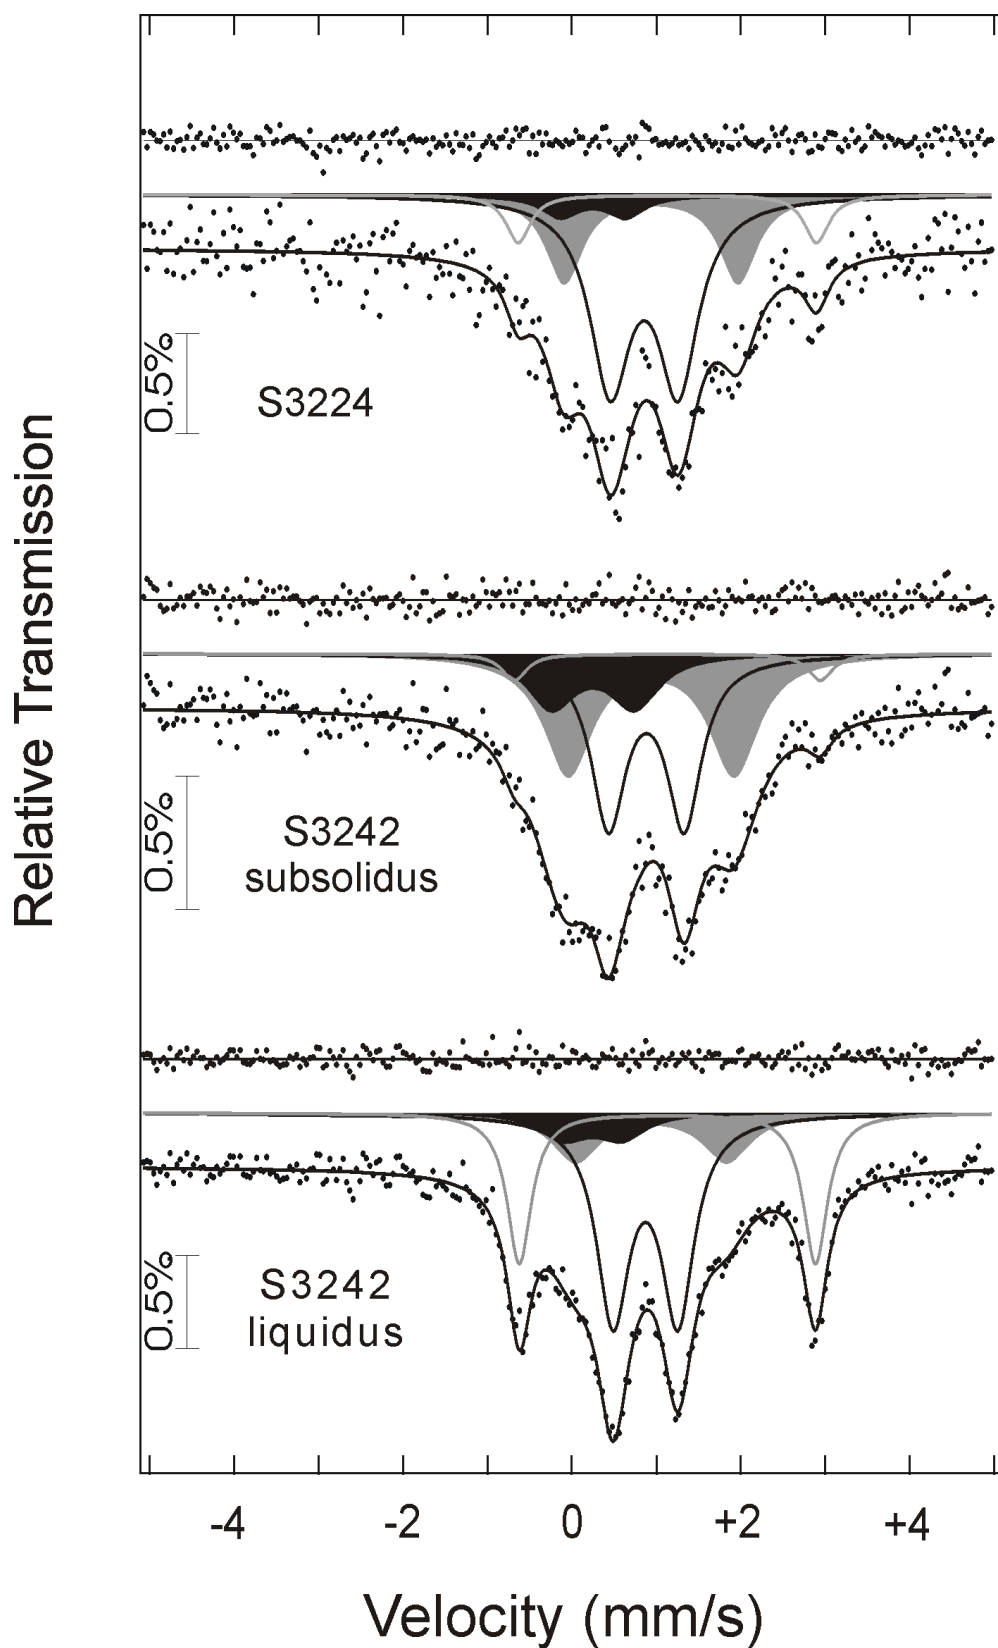 Relative Transmission
0.5%
S3224
0.5%
S3242
subsolidus
0.5%
S3242
liquidus
-4 -2 0 +2 +4
Velocity (mm/s)